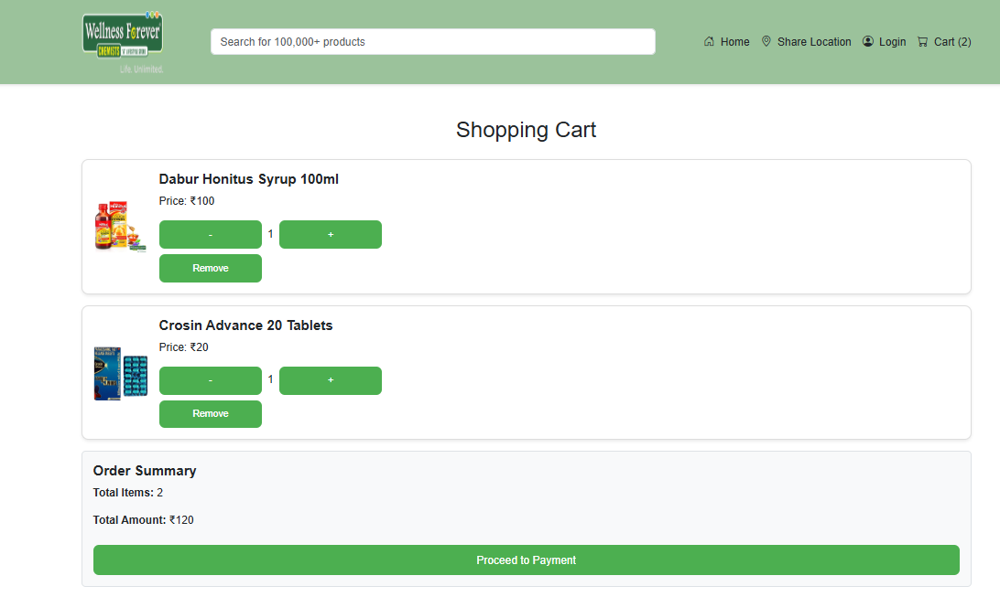 Wellness Forever
CHEMISTS
Life. Unlimited.
Search for 100,000+ products
Home
Share Location
Login
Cart (2)
Shopping Cart
Dabur Honitus Syrup 100ml
Price: ₹100
- 1 +
Remove
Crosin Advance 20 Tablets
Price: ₹20
- 1 +
Remove
Order Summary
Total Items: 2
Total Amount: ₹120
Proceed to Payment